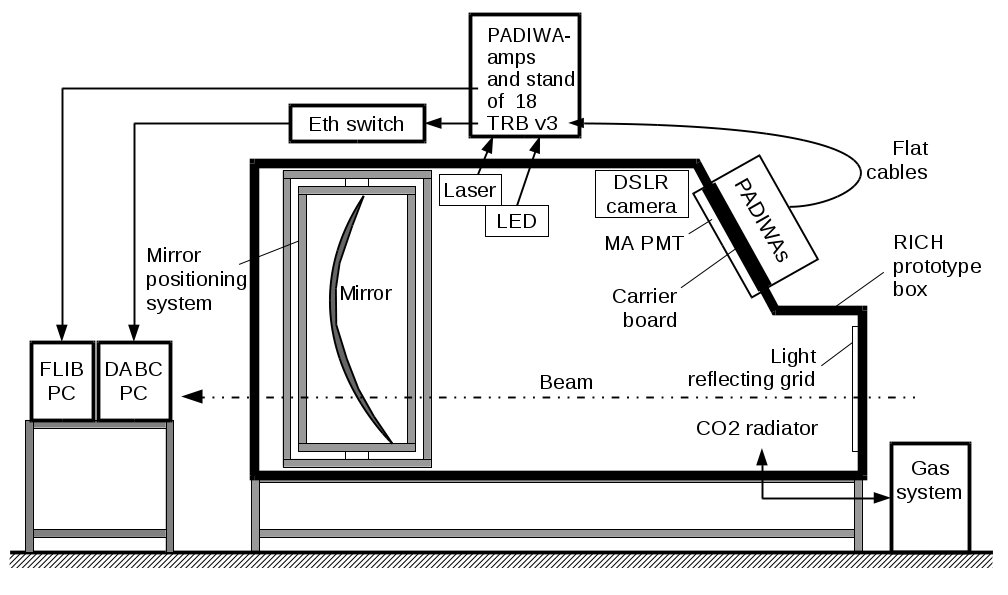 PADIWA-
amps
and stand
of 18
TRB v3
Eth switch
Flat
cables
Laser
LED
DSLR
camera
PADIWAs
MA PMT
RICH
prototype
box
Mirror
positioning
system
Mirror
Carrier
board
FLIB
PC
DABC
PC
Light
reflecting grid
Beam
CO2 radiator
Gas
system